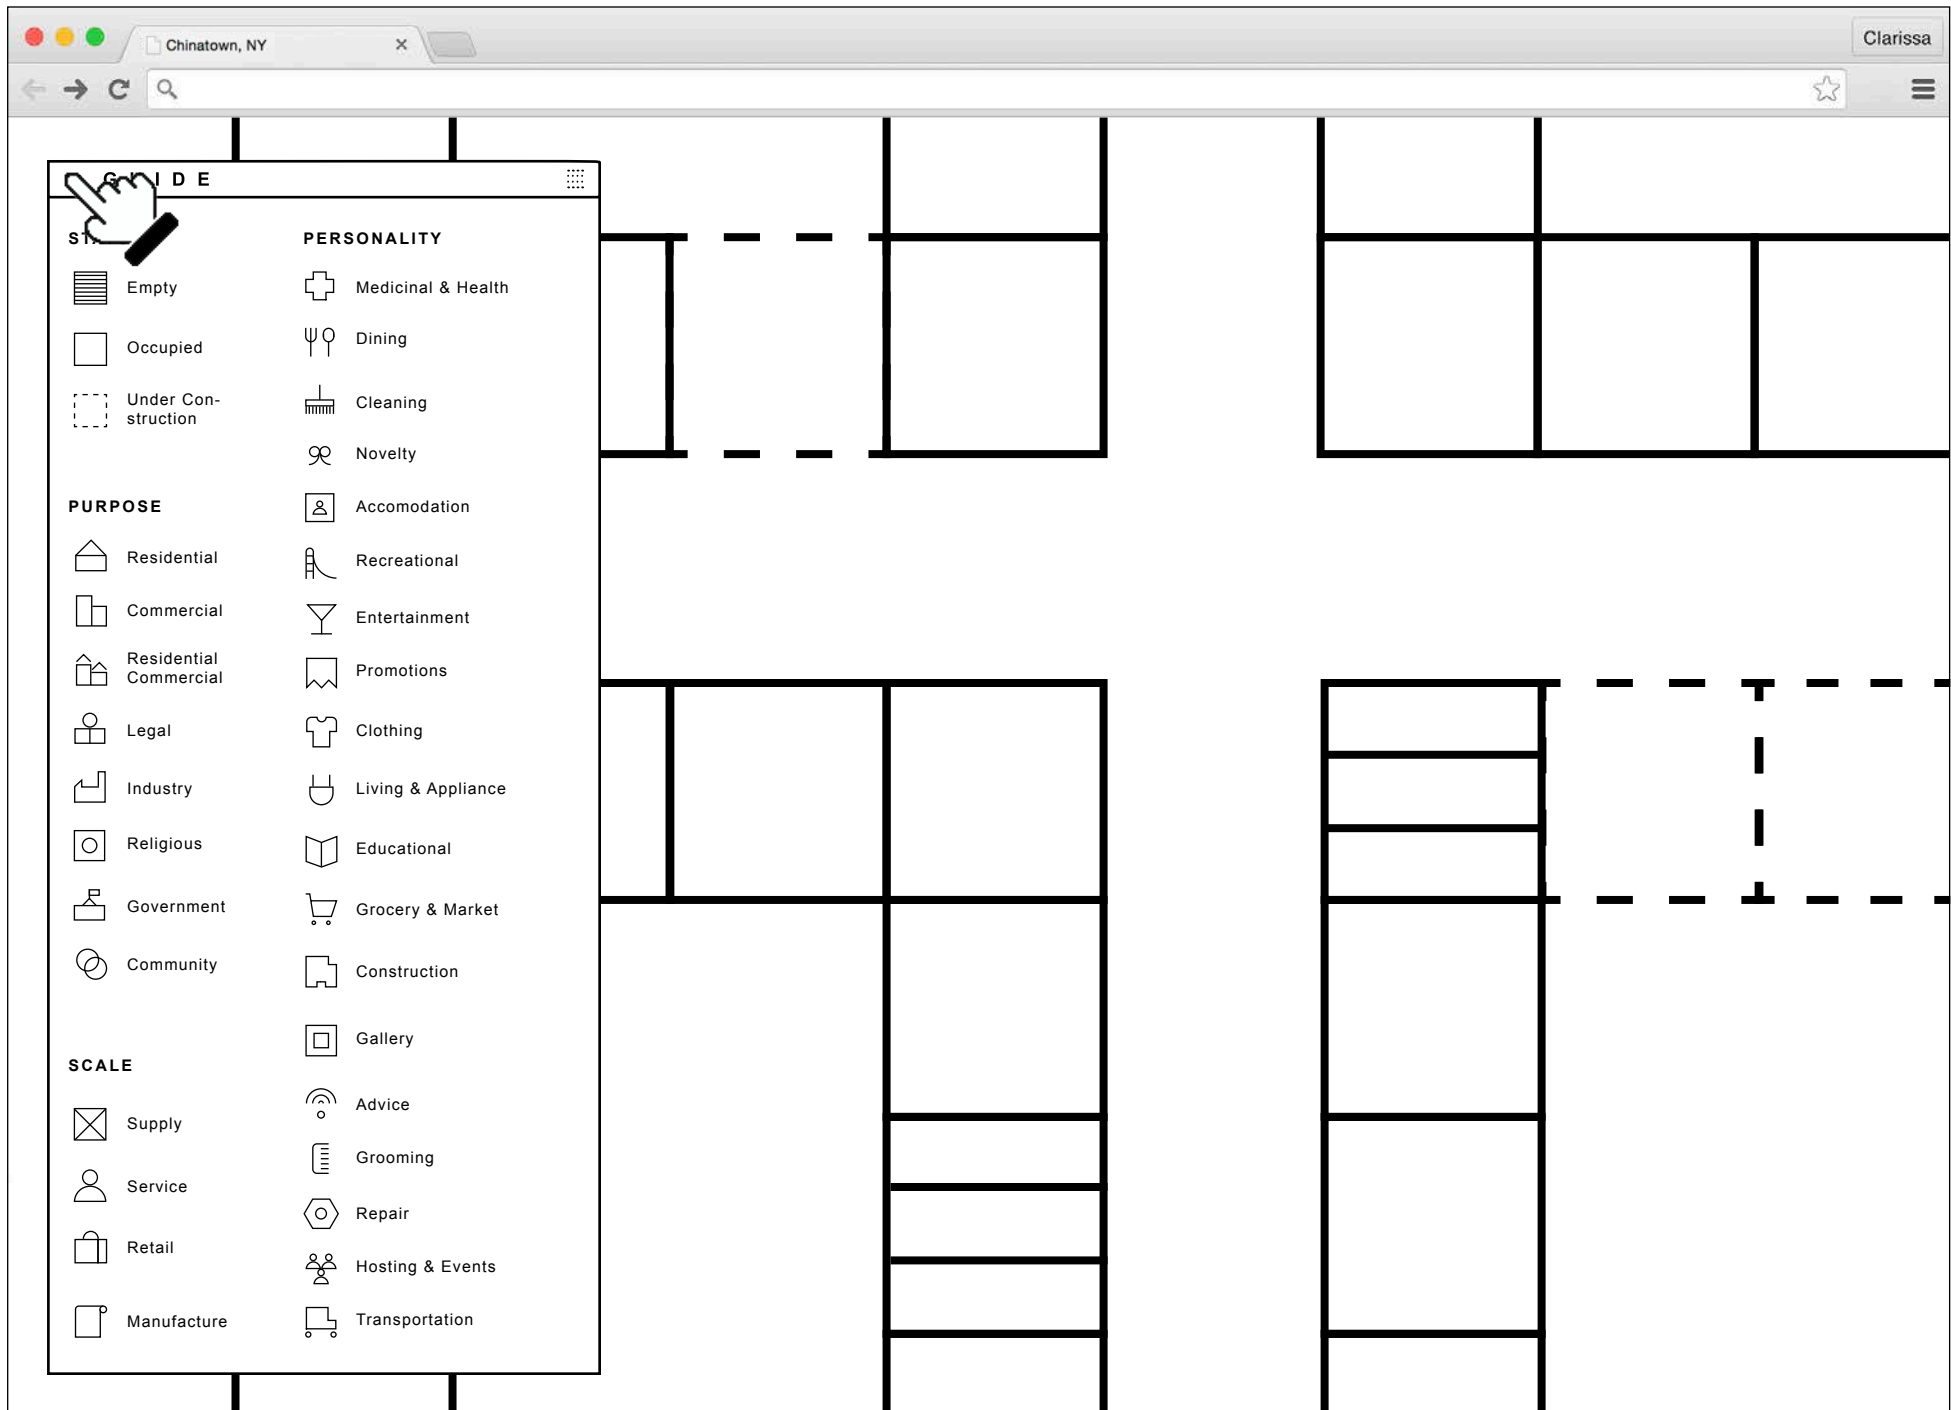 Chinatown, NY
Clarissa
GUIDE
Empty
Occupied
Under Con-
struction
PURPOSE
Residential
Commercial
Residential
Commercial
Legal
Industry
Religious
Government
Community
SCALE
Supply
Service
Retail
Manufacture
PERSONALITY
Medicinal & Health
Dining
Cleaning
Novelty
Accomodation
Recreational
Entertainment
Promotions
Clothing
Living & Appliance
Educational
Grocery & Market
Construction
Gallery
Advice
Grooming
Repair
Hosting & Events
Transportation